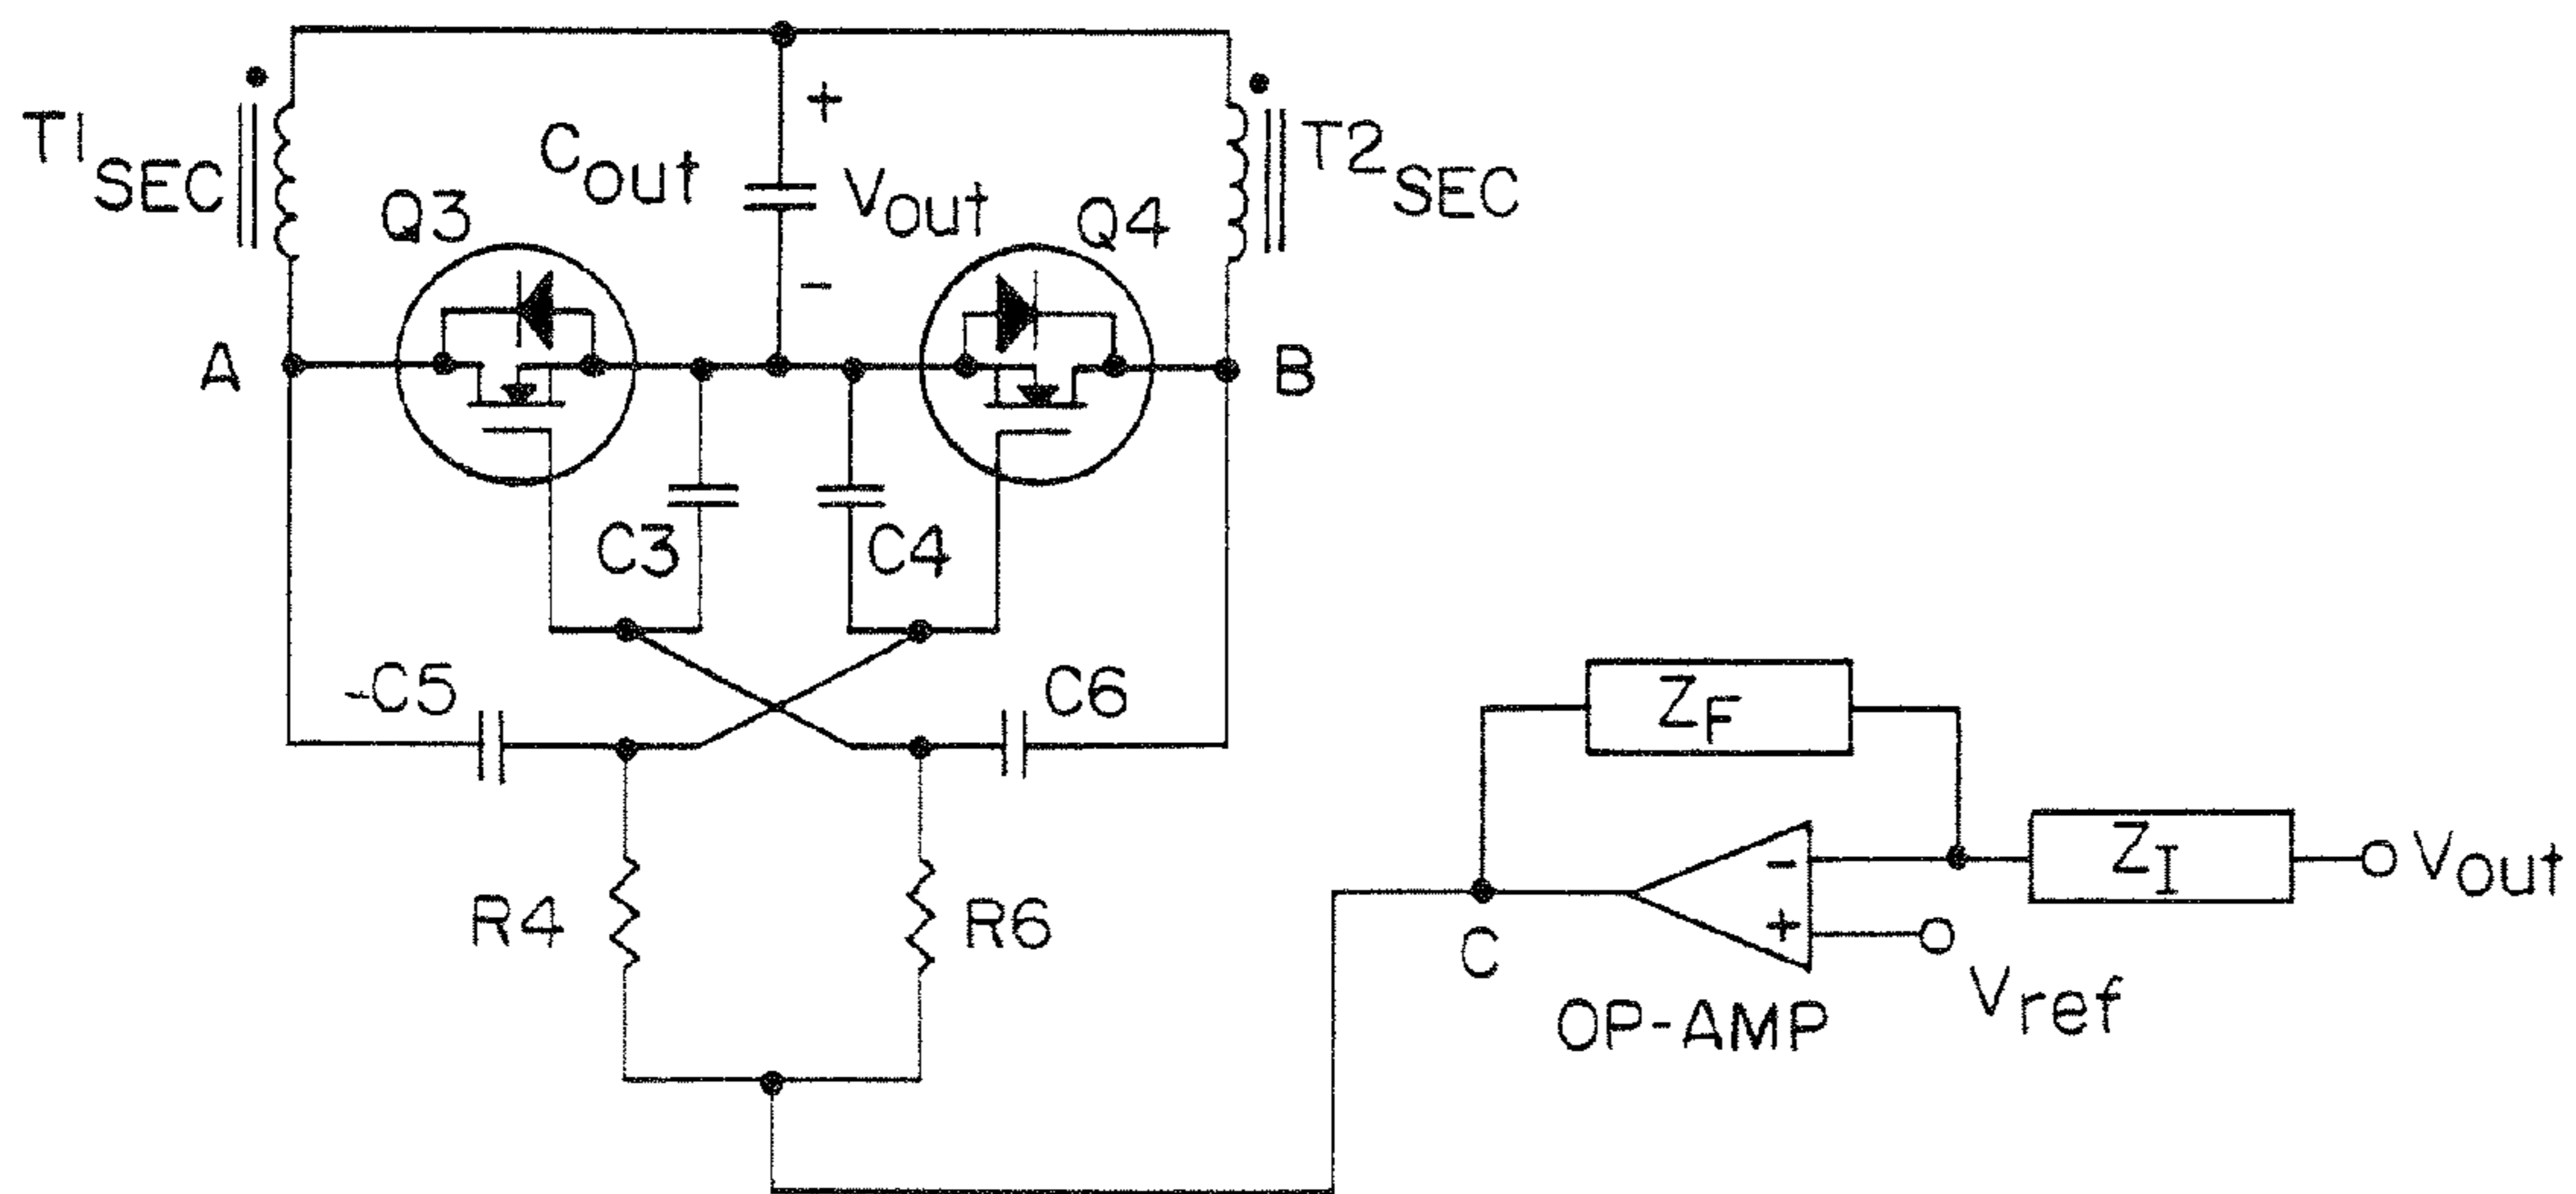 T1SEC
Cout
+
Vout
-
T2SEC
Q3
Q4
A
B
C3
C4
-C5
C6
ZF
ZI
Vout
-
+
Vref
C
OP-AMP
R4
R6